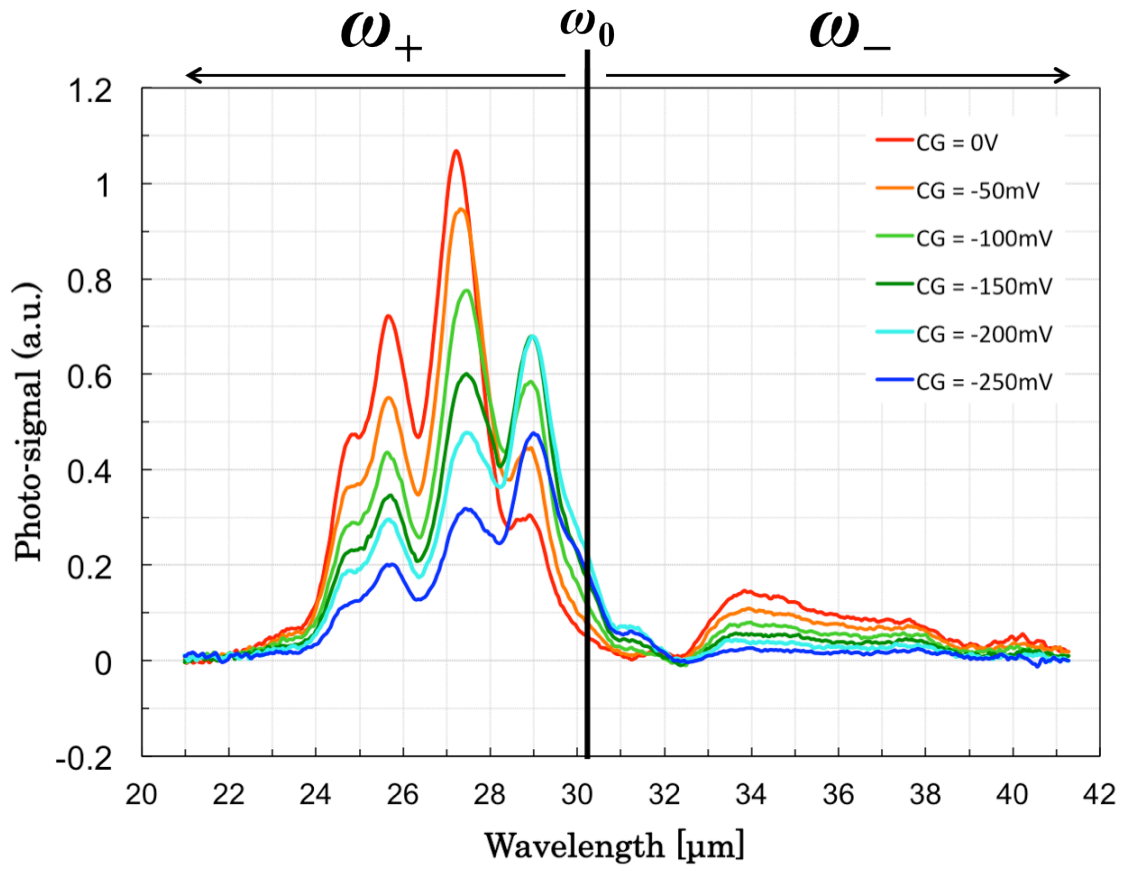 ω+ ω0 ω−
1.2
1
0.8
0.6
0.4
0.2
0
-0.2
Photo-signal (a.u.)
CG = 0V
CG = -50mV
CG = -100mV
CG = -150mV
CG = -200mV
CG = -250mV
20 22 24 26 28 30 32 34 36 38 40 42
Wavelength [μm]